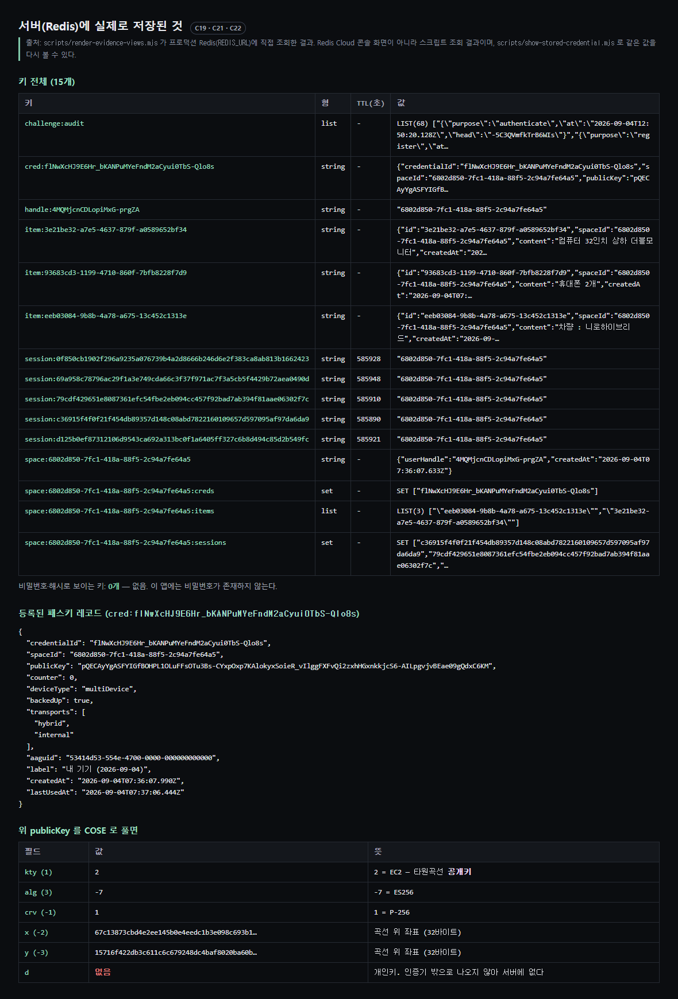 서버(Redis)에 실제로 저장된 것 C19 · C21 · C22
출처: scripts/render-evidence-views.mjs 가 프로덕션 Redis(REDIS_URL)에 직접 조회한 결과. Redis Cloud 콘솔 화면이 아니라 스크립트 조회 결과이며, scripts/show-stored-credential.mjs 로 같은 값을
다시 볼 수 있다.
키 전체 (15개)
키 형 TTL(초) 값
challenge:audit list - LIST(68) ["{\"purpose\":\"authenticate\",\"at\":\"2026-09-04T12:
50:20.128Z\",\"head\":\"-5C3QVmfkTrB6WIs\"}","{\"purpose\":\"reg
ister\",\"at…
cred:flNwXcHJ9E6Hr_bKANPuMYeFndM2aCyui0TbS-Qlo8s string - {"credentialId":"flNwXcHJ9E6Hr_bKANPuMYeFndM2aCyui0TbS-Qlo8s","s
paceId":"6802d850-7fc1-418a-88f5-2c94a7fe64a5","publicKey":"pQEC
AyYgASFYIGfB…
handle:4MQMjcnCDLopiMxG-prgZA string - "6802d850-7fc1-418a-88f5-2c94a7fe64a5"
item:3e21be32-a7e5-4637-879f-a0589652bf34 string - {"id":"3e21be32-a7e5-4637-879f-a0589652bf34","spaceId":"6802d850
-7fc1-418a-88f5-2c94a7fe64a5","content":"컴퓨터 32인치 상하 더블모
니터","createdAt":"202…
item:93683cd3-1199-4710-860f-7bfb8228f7d9 string - {"id":"93683cd3-1199-4710-860f-7bfb8228f7d9","spaceId":"6802d850
-7fc1-418a-88f5-2c94a7fe64a5","content":"휴대폰 2개","createdA
t":"2026-09-04T07:…
item:eeb03084-9b8b-4a78-a675-13c452c1313e string - {"id":"eeb03084-9b8b-4a78-a675-13c452c1313e","spaceId":"6802d850
-7fc1-418a-88f5-2c94a7fe64a5","content":"차량 : 니로하이브리
드","createdAt":"2026-09-…
session:0f850cb1902f296a9235a076739b4a2d8666b246d6e2f383ca8ab813b1662423 string 585928 "6802d850-7fc1-418a-88f5-2c94a7fe64a5"
session:69a958c78796ac29f1a3e749cda66c3f37f971ac7f3a5cb5f4429b72aea0490d string 585948 "6802d850-7fc1-418a-88f5-2c94a7fe64a5"
session:79cdf429651e8087361efc54fbe2eb094cc457f92bad7ab394f81aae06302f7c string 585910 "6802d850-7fc1-418a-88f5-2c94a7fe64a5"
session:c36915f4f0f21f454db89357d148c08abd7822160109657d597095af97da6da9 string 585890 "6802d850-7fc1-418a-88f5-2c94a7fe64a5"
session:d125b0ef87312106d9543ca692a313bc0f1a6405ff327c6b8d494c85d2b549fc string 585921 "6802d850-7fc1-418a-88f5-2c94a7fe64a5"
space:6802d850-7fc1-418a-88f5-2c94a7fe64a5 string - {"userHandle":"4MQMjcnCDLopiMxG-prgZA","createdAt":"2026-09-04T0
7:36:07.633Z"}
space:6802d850-7fc1-418a-88f5-2c94a7fe64a5:creds set - SET ["flNwXcHJ9E6Hr_bKANPuMYeFndM2aCyui0TbS-Qlo8s"]
space:6802d850-7fc1-418a-88f5-2c94a7fe64a5:items list - LIST(3) ["\"eeb03084-9b8b-4a78-a675-13c452c1313e\"","\"3e21be32-
a7e5-4637-879f-a0589652bf34\""]
space:6802d850-7fc1-418a-88f5-2c94a7fe64a5:sessions set - SET ["c36915f4f0f21f454db89357d148c08abd7822160109657d597095af97
da6da9","79cdf429651e8087361efc54fbe2eb094cc457f92bad7ab394f81aa
e06302f7c","…
비밀번호·해시로 보이는 키: 0개 — 없음. 이 앱에는 비밀번호가 존재하지 않는다.
등록된 패스키 레코드 (cred:flNwXcHJ9E6Hr_bKANPuMYeFndM2aCyui0TbS-Qlo8s)
{
"credentialId": "flNwXcHJ9E6Hr_bKANPuMYeFndM2aCyui0TbS-Qlo8s",
"spaceId": "6802d850-7fc1-418a-88f5-2c94a7fe64a5",
"publicKey": "pQECAyYgASFYIGfBOHPL1OLuFFsOTu3Bs-CYxpOxp7KAlokyxSoieR_vIlggFXFvQi2zxhHGxnkkjcS6-AILpgvjvBEae09gQdxC6KM",
"counter": 0,
"deviceType": "multiDevice",
"backedUp": true,
"transports": [
"hybrid",
"internal"
],
"aaguid": "53414d53-554e-4700-0000-000000000000",
"label": "내 기기 (2026-09-04)",
"createdAt": "2026-09-04T07:36:07.990Z",
"lastUsedAt": "2026-09-04T07:37:06.444Z"
}
위 publicKey 를 COSE 로 풀면
필드 값 뜻
kty (1) 2 2 = EC2 — 타원곡선 공개키
alg (3) -7 -7 = ES256
crv (-1) 1 1 = P-256
x (-2) 67c13873cbd4e2ee145b0e4eedc1b3e098c693b1… 곡선 위 좌표 (32바이트)
y (-3) 15716f422db3c611c6c679248dc4baf8020ba60b… 곡선 위 좌표 (32바이트)
d 없음 개인키. 인증기 밖으로 나오지 않아 서버에 없다